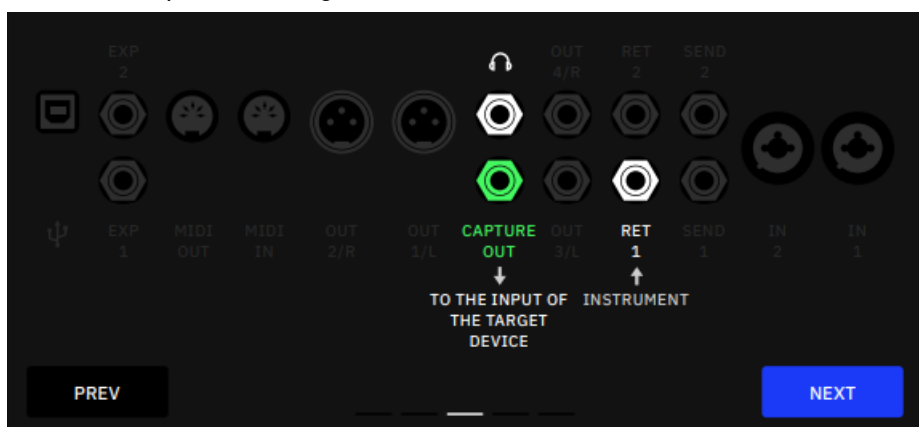 EXP
2
OUT
4/R
RET
2
SEND
2
EXP
1
MIDI
OUT
MIDI
IN
OUT
2/R
OUT
1/L
CAPTURE
OUT
OUT
3/L
RET
1
SEND
1
IN
2
IN
1
TO THE INPUT OF
THE TARGET
DEVICE
INSTRUMENT
PREV
NEXT